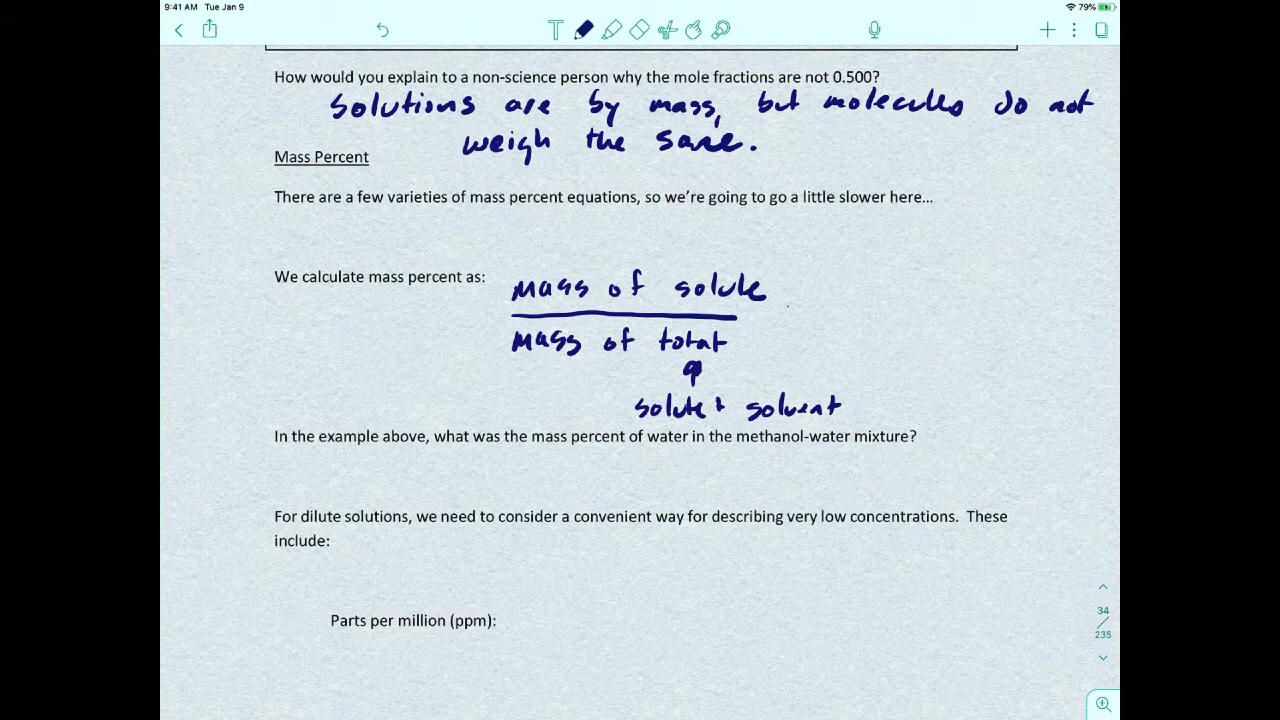 9:41 AM Tue Jan 9
79%
How would you explain to a non-science person why the mole fractions are not 0.500?
solutions are by mass, but molecules do not
weigh the same.
Mass Percent
There are a few varieties of mass percent equations, so we're going to go a little slower here…
We calculate mass percent as:
mass of solute
mass of total
solute + solvent
In the example above, what was the mass percent of water in the methanol-water mixture?
For dilute solutions, we need to consider a convenient way for describing very low concentrations. These
include:
Parts per million (ppm):
34
/
235